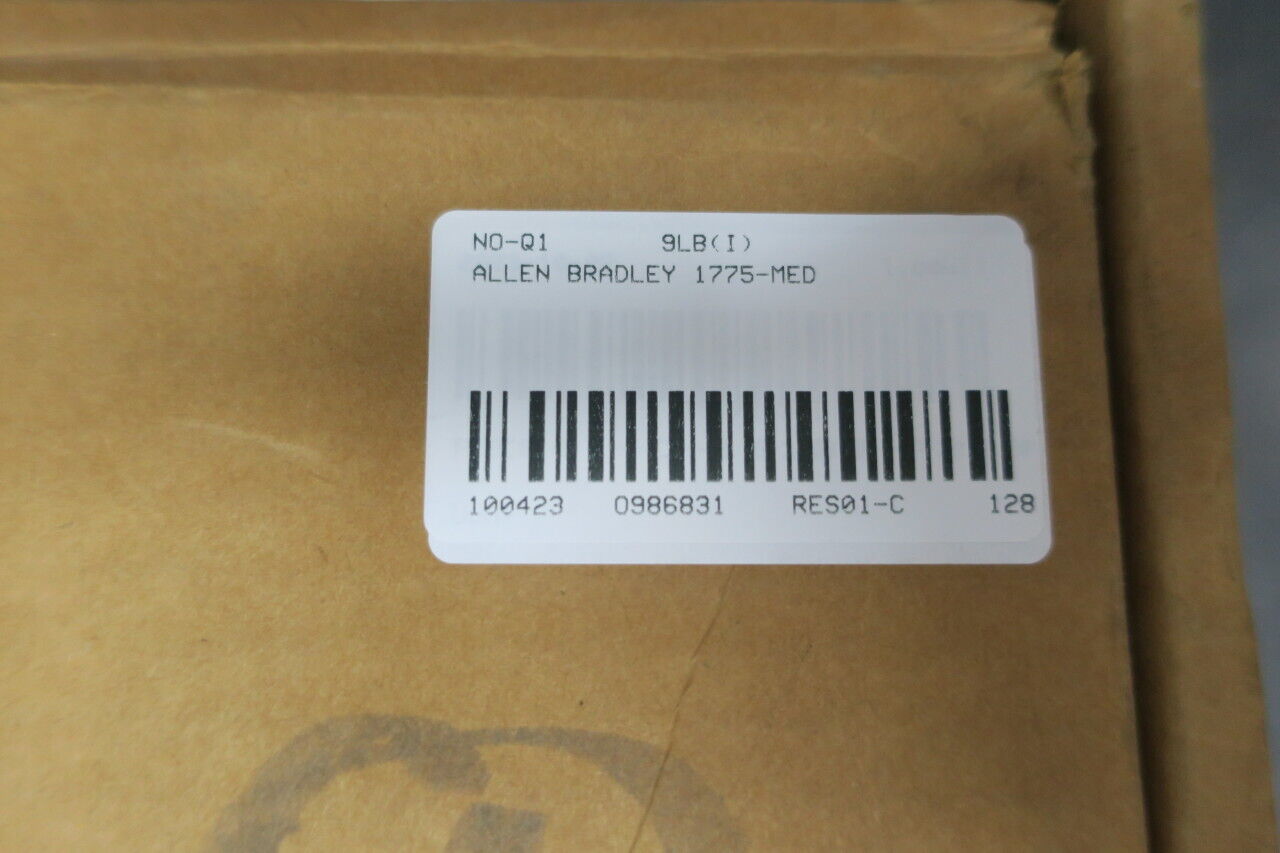 NO-Q1 9LB(I)
ALLEN BRADLEY 1775-MED
100423 0986831 RES01-C 128